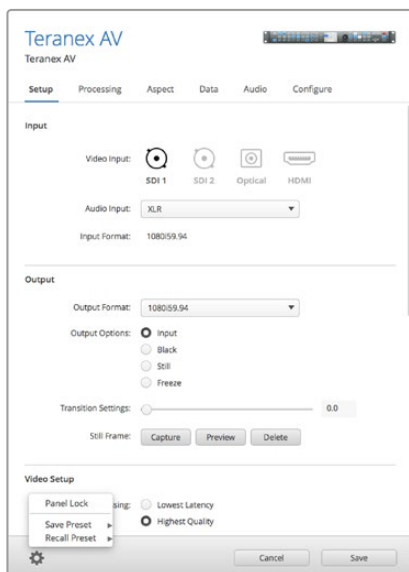 Teranex AV
Teranex AV
Setup Processing Aspect Data Audio Configure
Input
Video Input:
SDI 1 SDI 2 Optical HDMI
Audio Input: XLR
Input Format: 1080i59.94
Output
Output Format: 1080i59.94
Output Options: Input
Black
Still
Freeze
Transition Settings: 0.0
Still Frame: Capture Preview Delete
Video Setup
Panel Lock
sing: Lowest Latency
Save Preset
Highest Quality
Recall Preset
Cancel Save